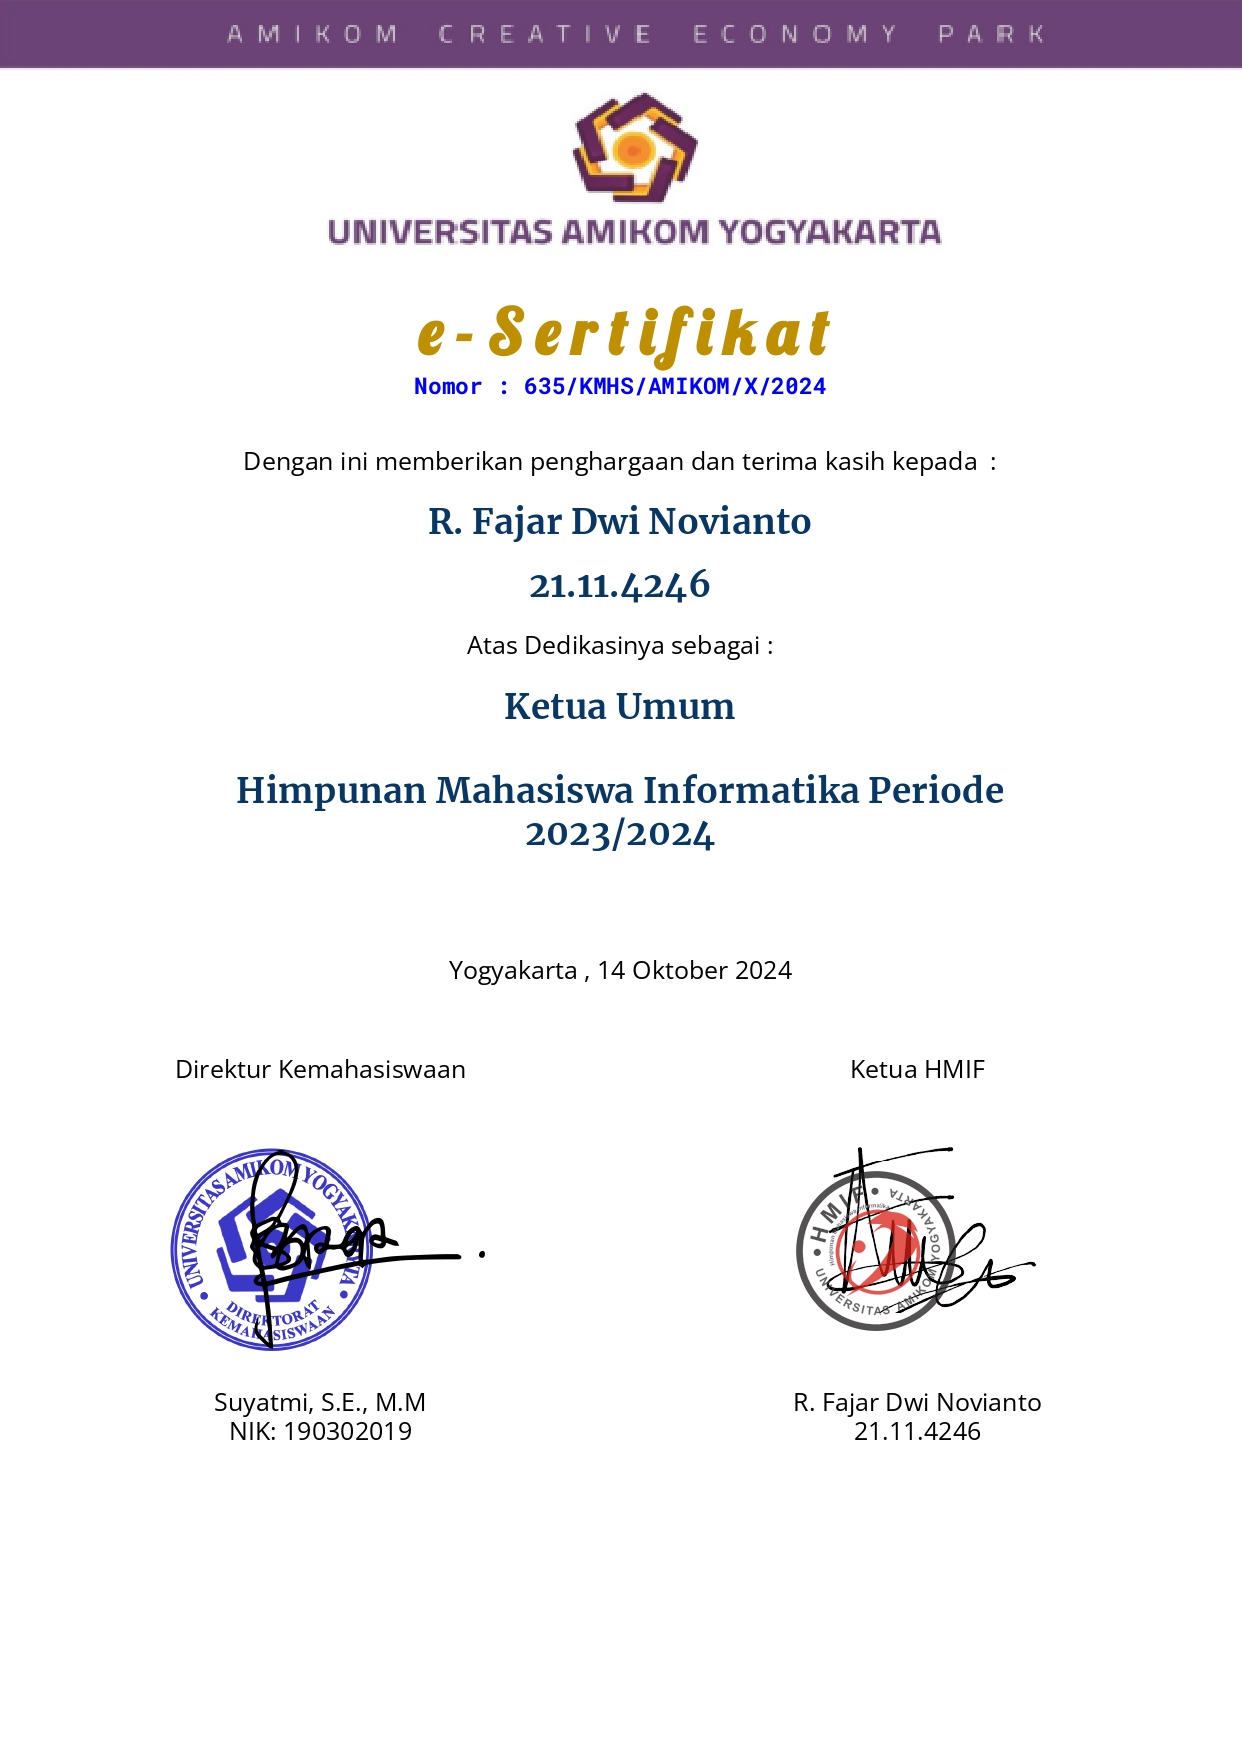 AMIKOM CREATIVE ECONOMY PARK
UNIVERSITAS AMIKOM YOGYAKARTA
e-Sertifikat
Nomor : 635/KMHS/AMIKOM/X/2024
Dengan ini memberikan penghargaan dan terima kasih kepada :
R. Fajar Dwi Novianto
21.11.4246
Atas Dedikasinya sebagai :
Ketua Umum
Himpunan Mahasiswa Informatika Periode
2023/2024
Yogyakarta , 14 Oktober 2024
Direktur Kemahasiswaan
Ketua HMIF
UNIVERSITAS AMIKOM YOGYAKARTA
DIREKTORAT
KEMAHASISWAAN
HMIF
Himpunan Mahasiswa Informatika
UNIVERSITAS AMIKOM YOGYAKARTA
Suyatmi, S.E., M.M
NIK: 190302019
R. Fajar Dwi Novianto
21.11.4246